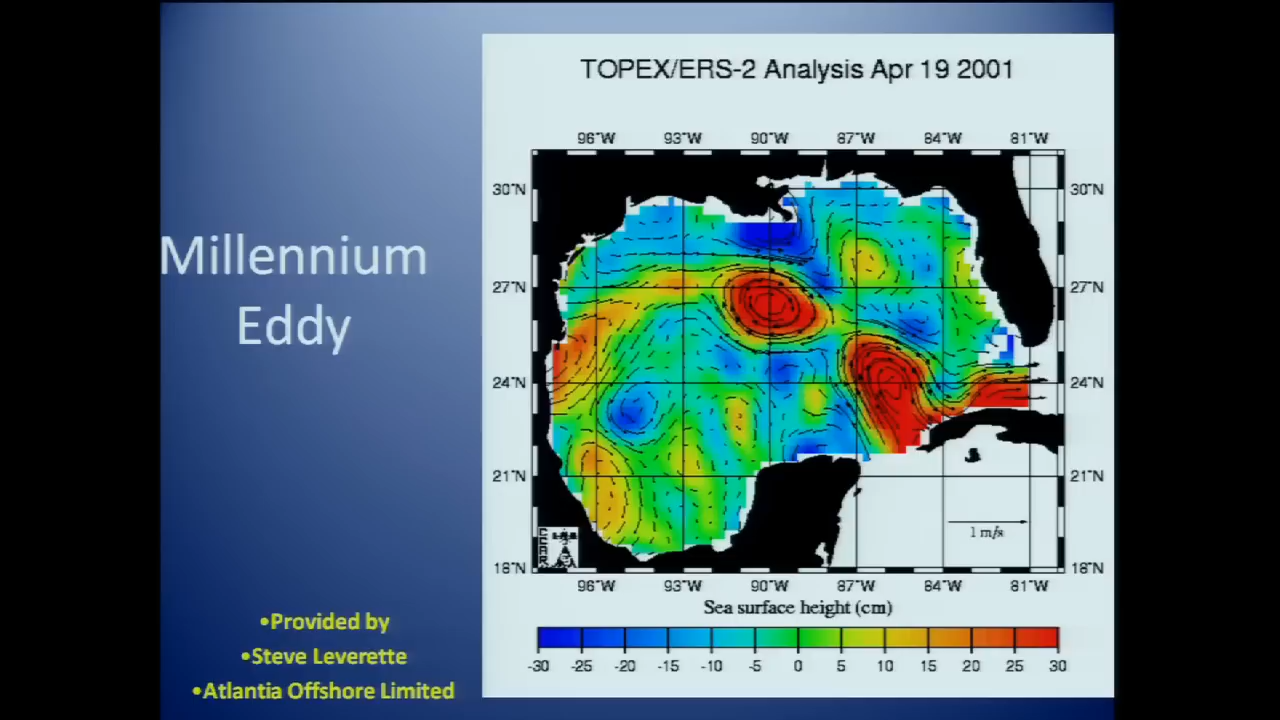 Millennium
Eddy
•Provided by
•Steve Leverette
•Atlantia Offshore Limited
TOPEX/ERS-2 Analysis Apr 19 2001
96°W 93°W 90°W 87°W 84°W 81°W
30°N 30°N
27°N 27°N
24°N 24°N
21°N 21°N
1 m/s
18°N 18°N
96°W 93°W 90°W 87°W 84°W 81°W
Sea surface height (cm)
-30 -25 -20 -15 -10 -5 0 5 10 15 20 25 30